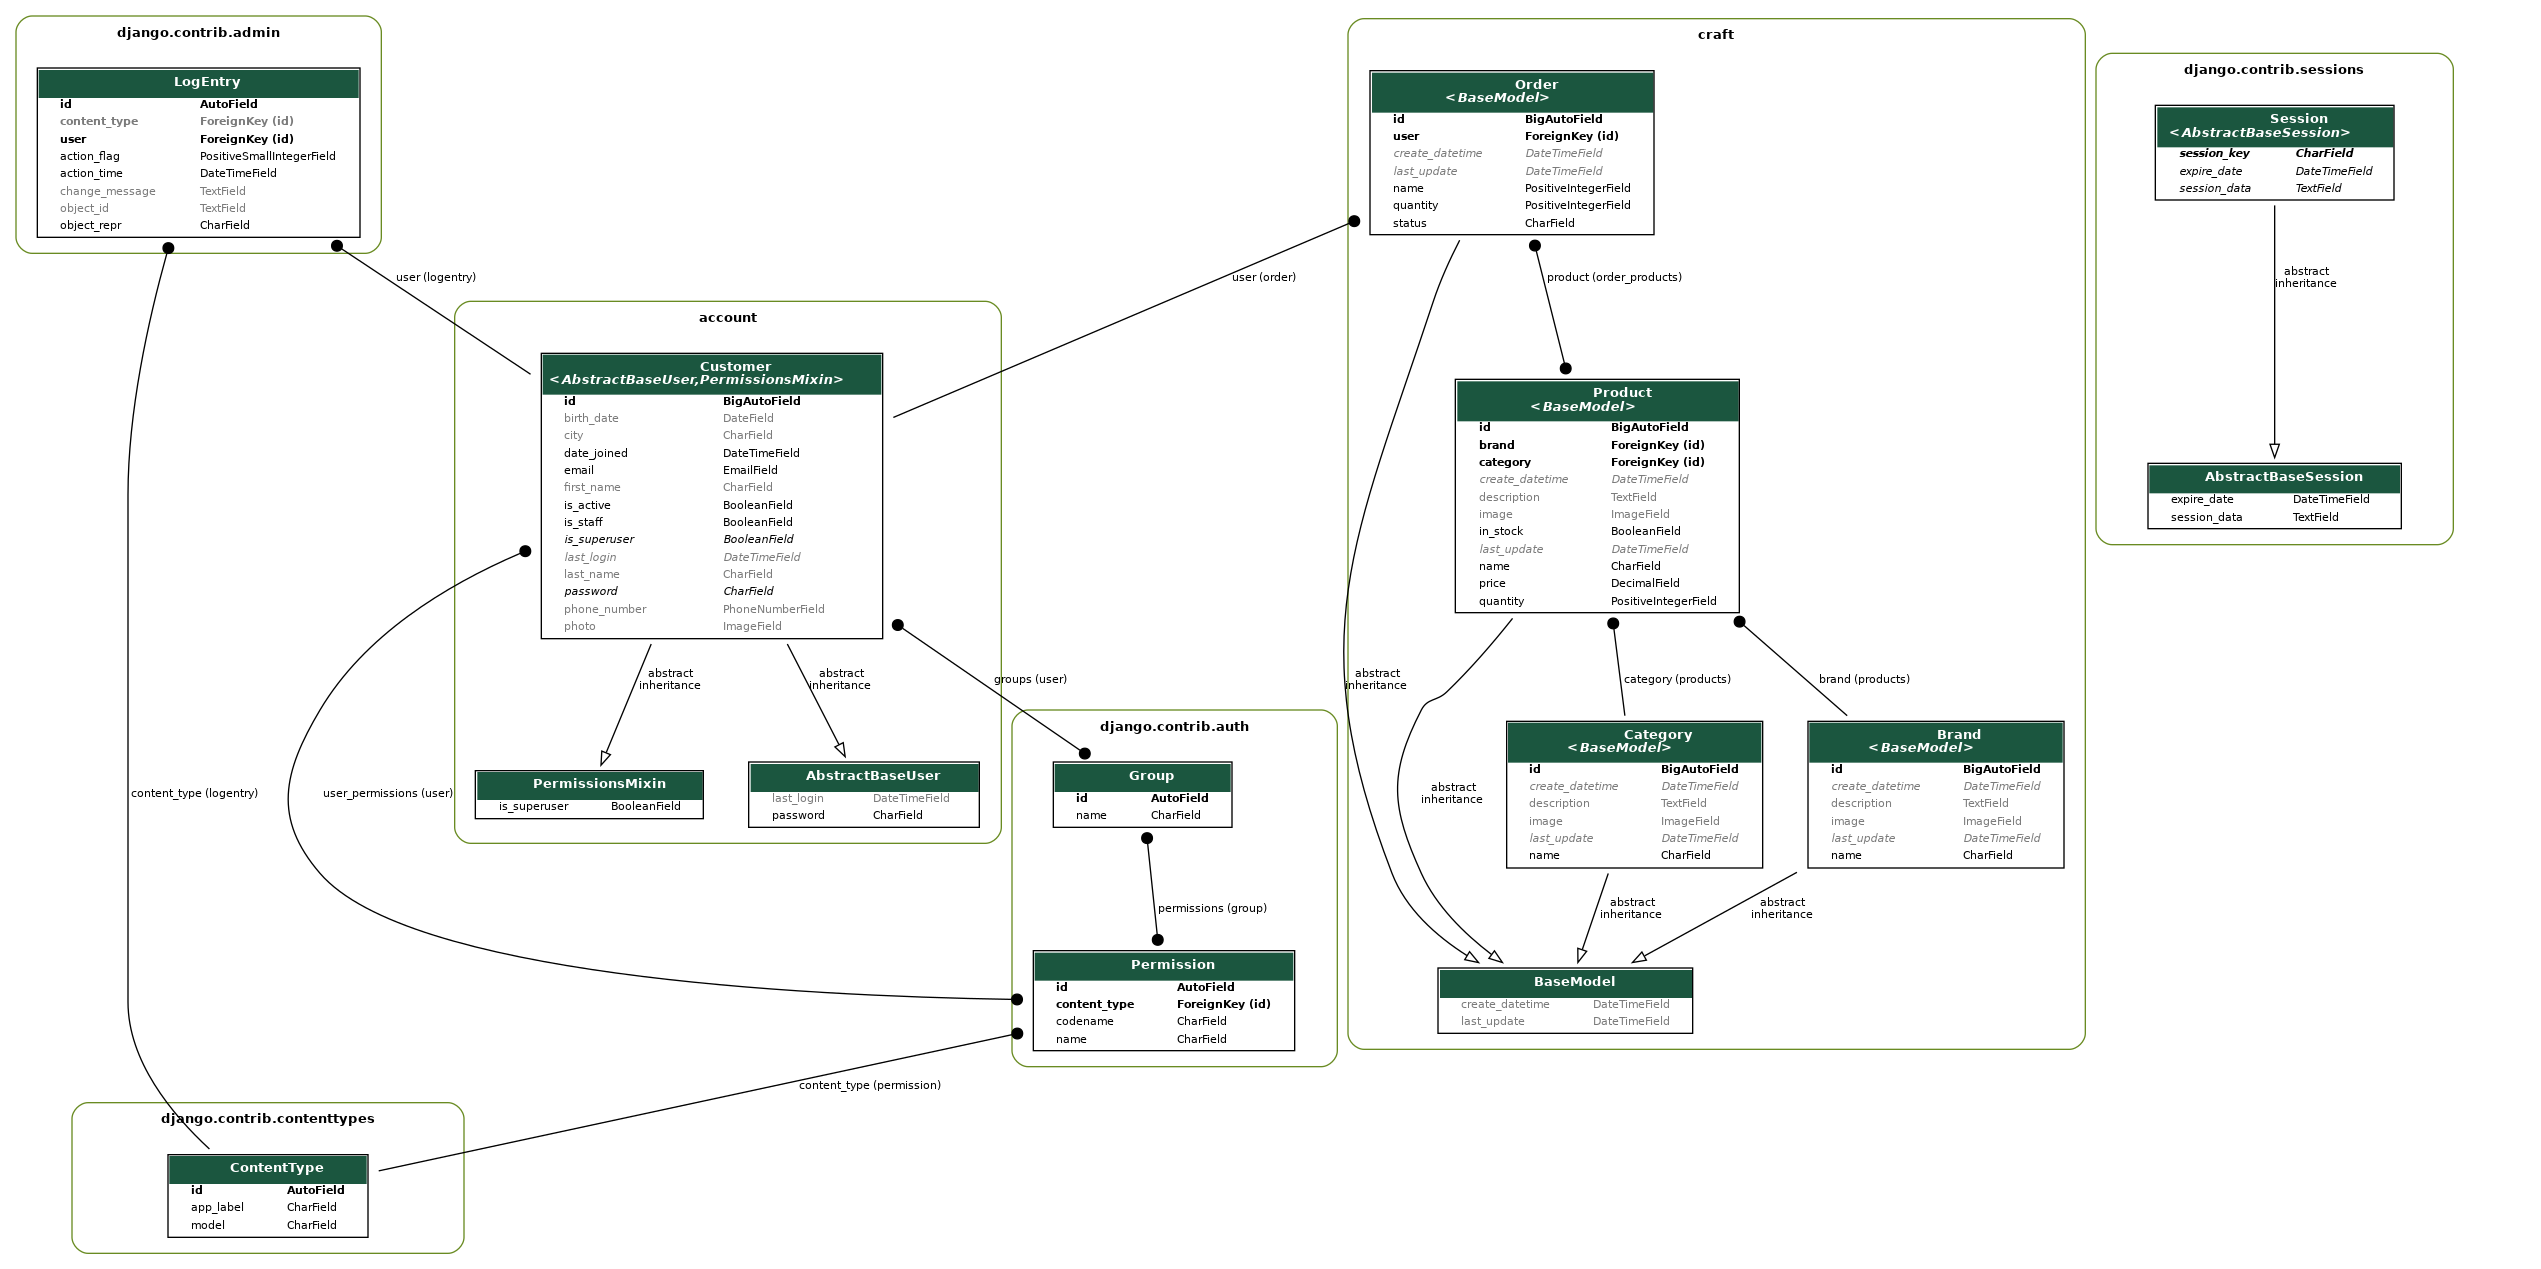 django.contrib.admin
LogEntry
id AutoField
content_type ForeignKey (id)
user ForeignKey (id)
action_flag PositiveSmallIntegerField
action_time DateTimeField
change_message TextField
object_id TextField
object_repr CharField
user (logentry)
content_type (logentry)
account
Customer
<AbstractBaseUser,PermissionsMixin>
id BigAutoField
birth_date DateField
city CharField
date_joined DateTimeField
email EmailField
first_name CharField
is_active BooleanField
is_staff BooleanField
is_superuser BooleanField
last_login DateTimeField
last_name CharField
password CharField
phone_number PhoneNumberField
photo ImageField
abstract
inheritance
abstract
inheritance
user_permissions (user)
PermissionsMixin
is_superuser BooleanField
AbstractBaseUser
last_login DateTimeField
password CharField
groups (user)
django.contrib.auth
Group
id AutoField
name CharField
permissions (group)
Permission
id AutoField
content_type ForeignKey (id)
codename CharField
name CharField
content_type (permission)
django.contrib.contenttypes
ContentType
id AutoField
app_label CharField
model CharField
user (order)
craft
Order
<BaseModel>
id BigAutoField
user ForeignKey (id)
create_datetime DateTimeField
last_update DateTimeField
name PositiveIntegerField
quantity PositiveIntegerField
status CharField
product (order_products)
Product
<BaseModel>
id BigAutoField
brand ForeignKey (id)
category ForeignKey (id)
create_datetime DateTimeField
description TextField
image ImageField
in_stock BooleanField
last_update DateTimeField
name CharField
price DecimalField
quantity PositiveIntegerField
abstract
inheritance
category (products)
brand (products)
abstract
inheritance
Category
<BaseModel>
id BigAutoField
create_datetime DateTimeField
description TextField
image ImageField
last_update DateTimeField
name CharField
Brand
<BaseModel>
id BigAutoField
create_datetime DateTimeField
description TextField
image ImageField
last_update DateTimeField
name CharField
abstract
inheritance
abstract
inheritance
BaseModel
create_datetime DateTimeField
last_update DateTimeField
django.contrib.sessions
Session
<AbstractBaseSession>
session_key CharField
expire_date DateTimeField
session_data TextField
abstract
inheritance
AbstractBaseSession
expire_date DateTimeField
session_data TextField